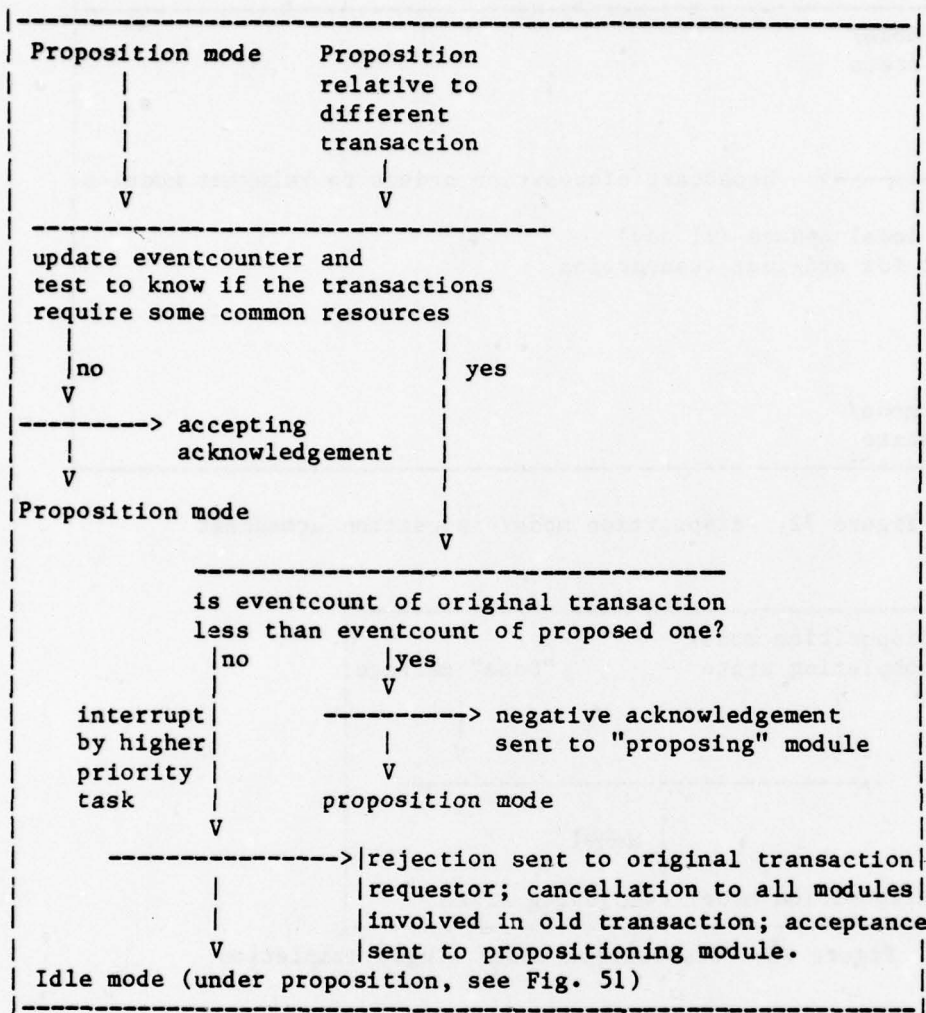 Proposition mode Proposition
relative to
different
transaction
update eventcounter and
test to know if the transactions
require some common resources
no yes
accepting
acknowledgement
Proposition mode
is eventcount of original transaction
less than eventcount of proposed one?
no yes
interrupt negative acknowledgement
by higher sent to "proposing" module
priority
task proposition mode
rejection sent to original transaction
requestor; cancellation to all modules
involved in old transaction; acceptance
sent to propositioning module.
Idle mode (under proposition, see Fig. 51)